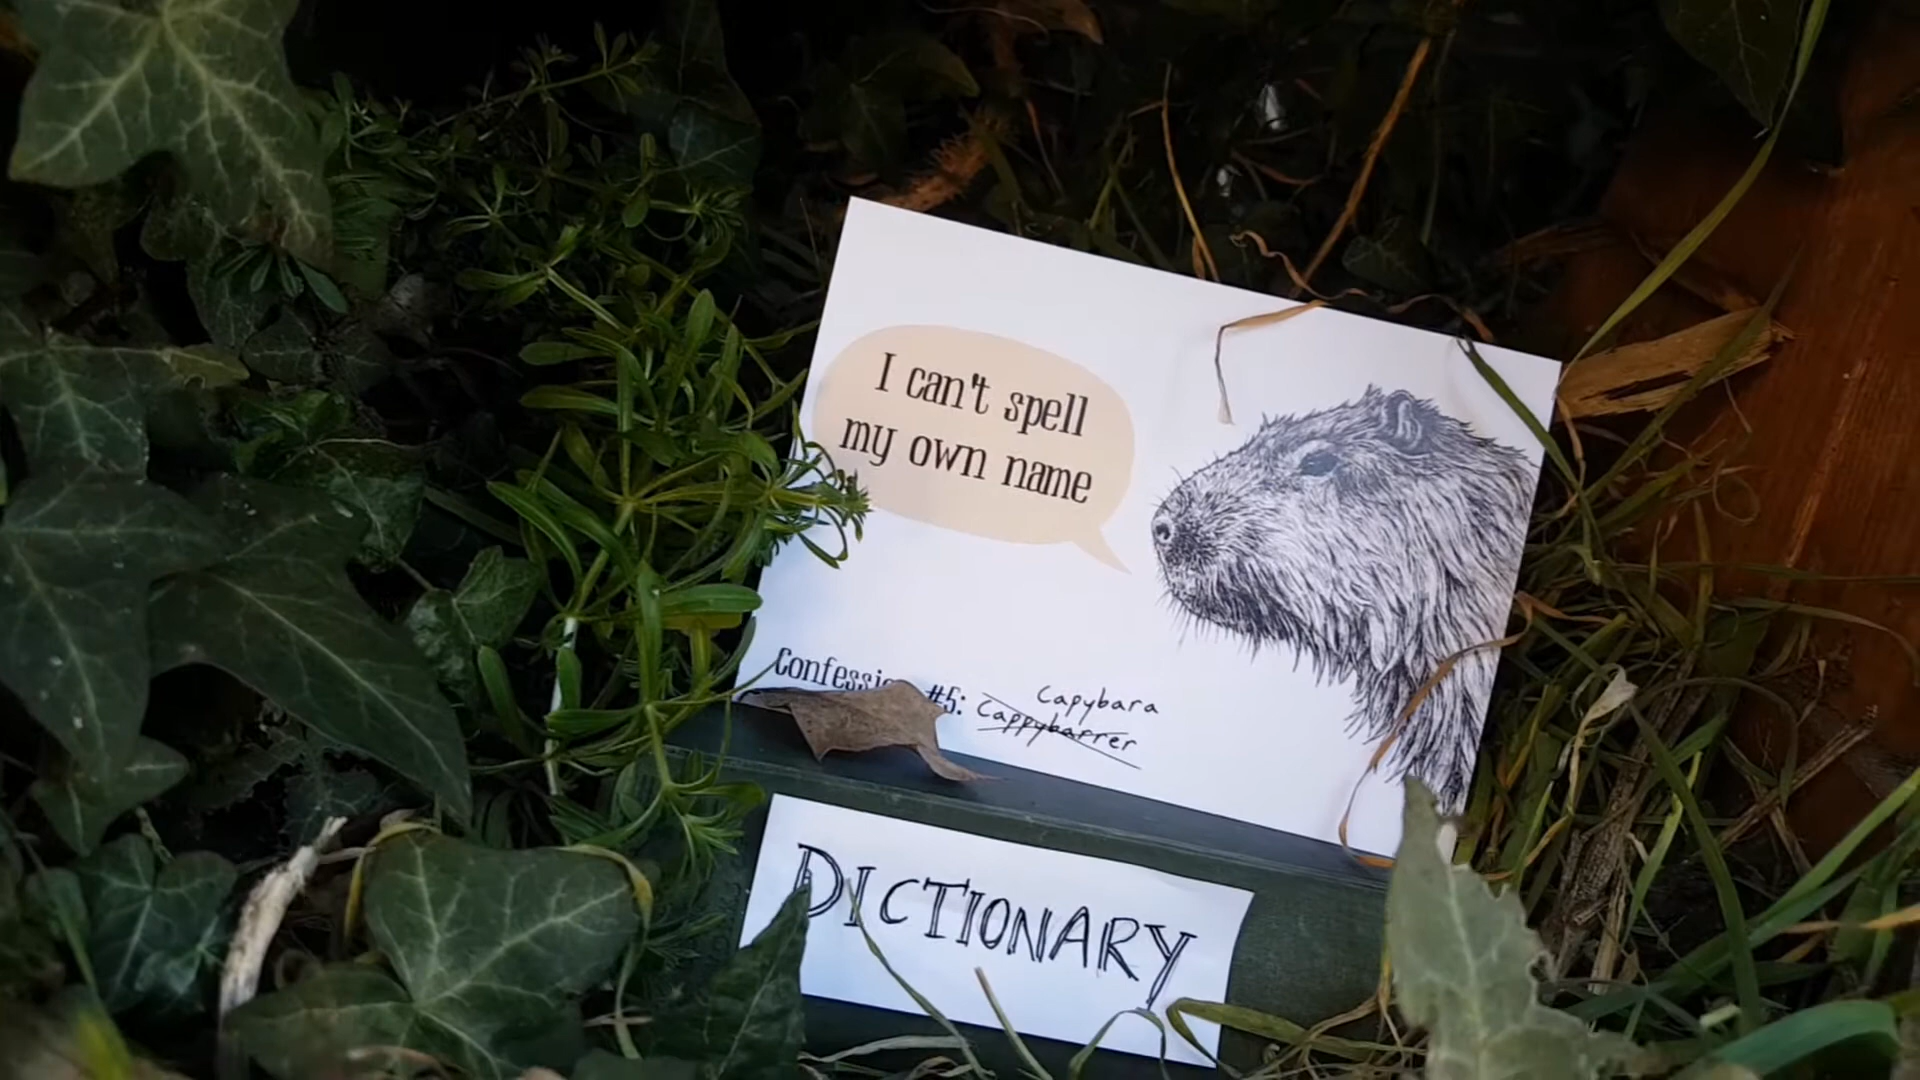 I can't spell
my own name
#5: Capybara
Cappybarrer
DICTIONARY